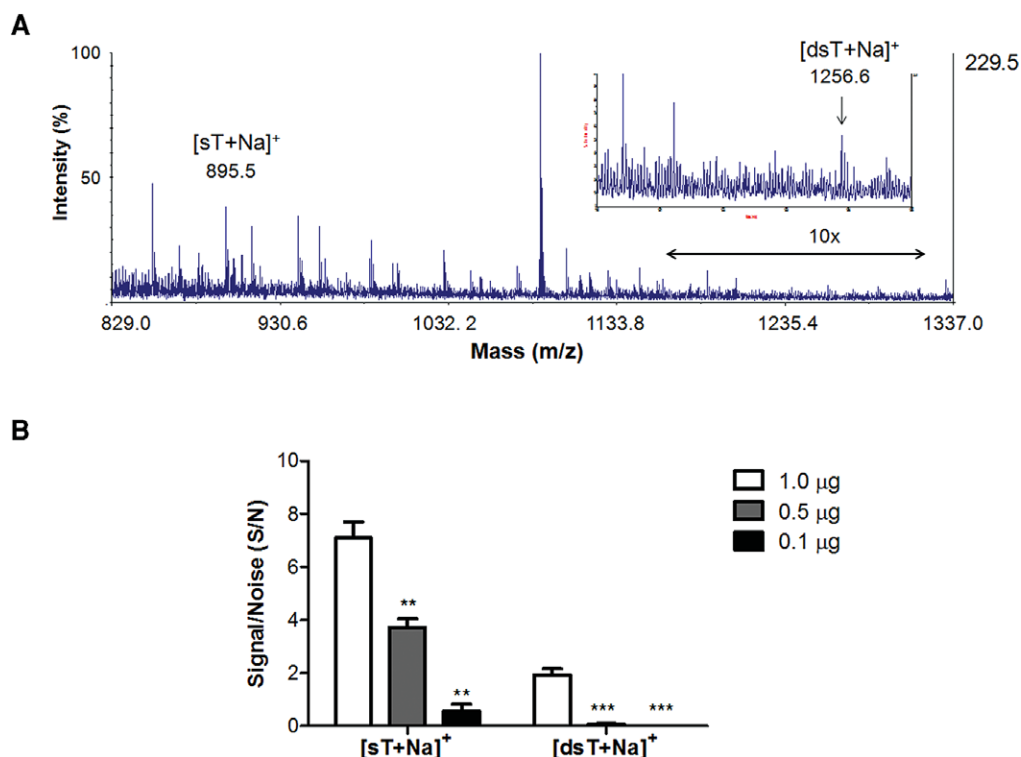 A
100
50
Intensity (%)
[sT+Na]+
895.5
[dsT+Na]+
1256.6
229.5
10x
829.0
930.6
1032. 2
1133.8
1235.4
1337.0
Mass (m/z)
B
10
8
6
4
2
0
Signal/Noise (S/N)
**
**
***
***
[sT+Na]+
[dsT+Na]+
1.0 µg
0.5 µg
0.1 µg